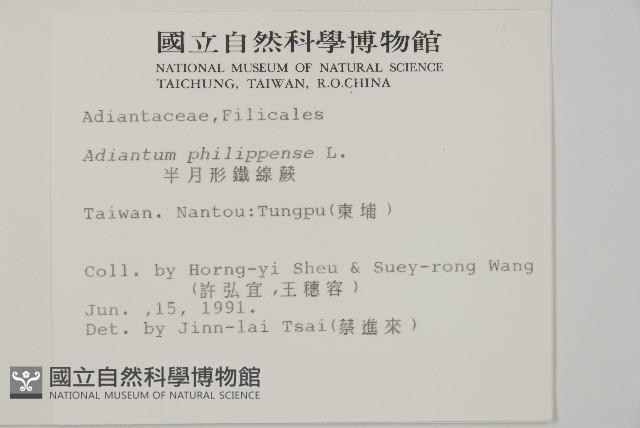 國立自然科學博物館
NATIONAL MUSEUM OF NATURAL SCIENCE
TAICHUNG, TAIWAN, R.O.CHINA
Adiantaceae,Filicales
Adiantum philippense L.
半月形鐵線蕨
Taiwan. Nantou:Tungpu(東埔)
Coll. by Horng-yi Sheu & Suey-rong Wang
(許弘宜,王穗容)
Jun. ,15, 1991.
Det. by Jinn-lai Tsai(蔡進來)
國立自然科學博物館
NATIONAL MUSEUM OF NATURAL SCIENCE